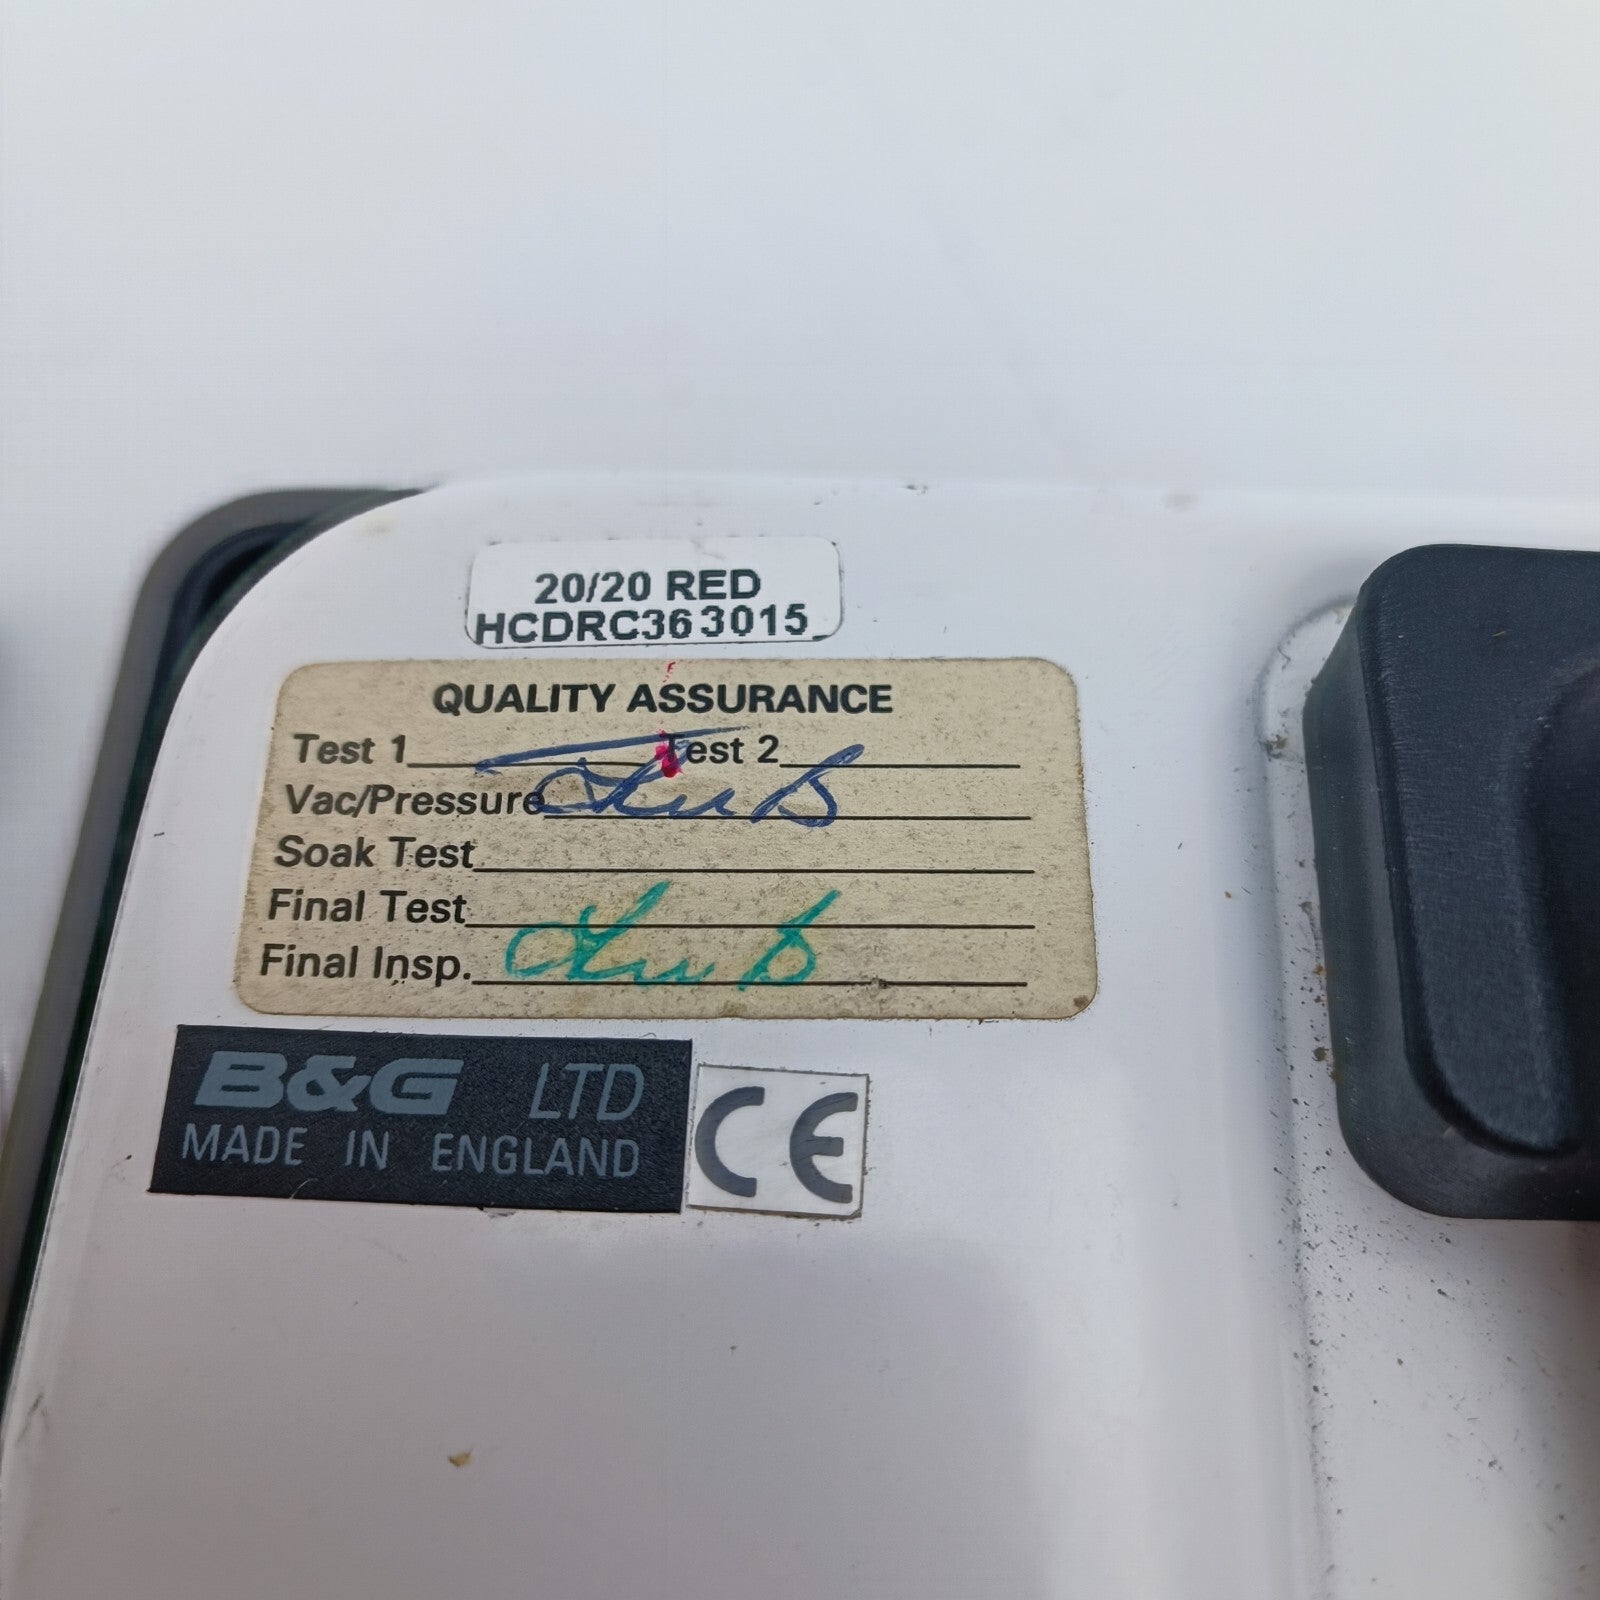 20/20 RED
HCDRC363015
QUALITY ASSURANCE
Test 1 Test 2
Vac/Pressure
Soak Test
Final Test
Final Insp.
B&G LTD
MADE IN ENGLAND
CE